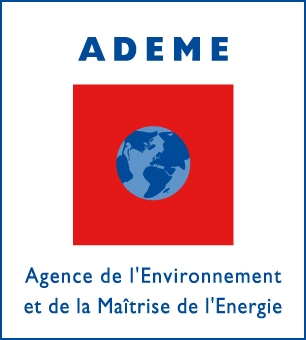 ADEME
Agence de l'Environnement
et de la Maîtrise de l'Energie